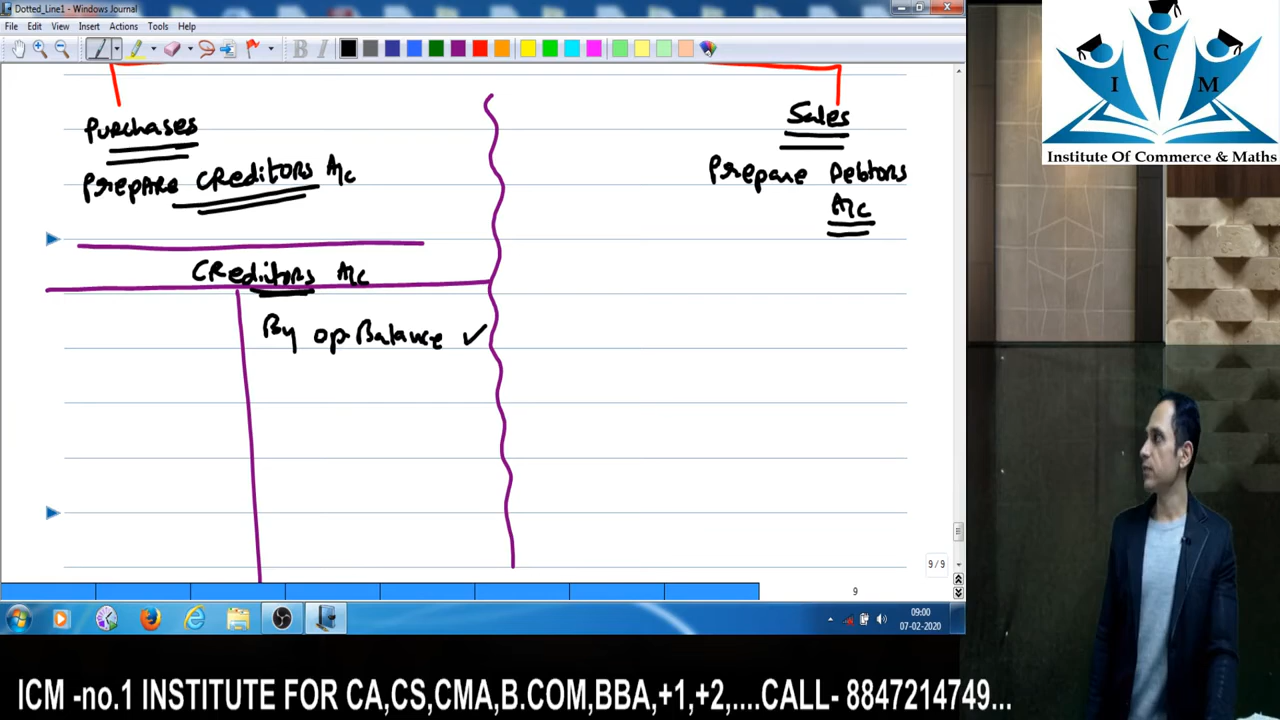 Dotted_Line1 - Windows Journal
File Edit View Insert Actions Tools Help
B I
Purchases
Prepare Creditors A/c
Creditors A/c
By op. Balance ✓
Sales
Prepare Debtors
A/c
9/9
9
09:00
07-02-2020
I C M
Institute Of Commerce & Maths
ICM -no.1 INSTITUTE FOR CA,CS,CMA,B.COM,BBA,+1,+2,....CALL- 8847214749...